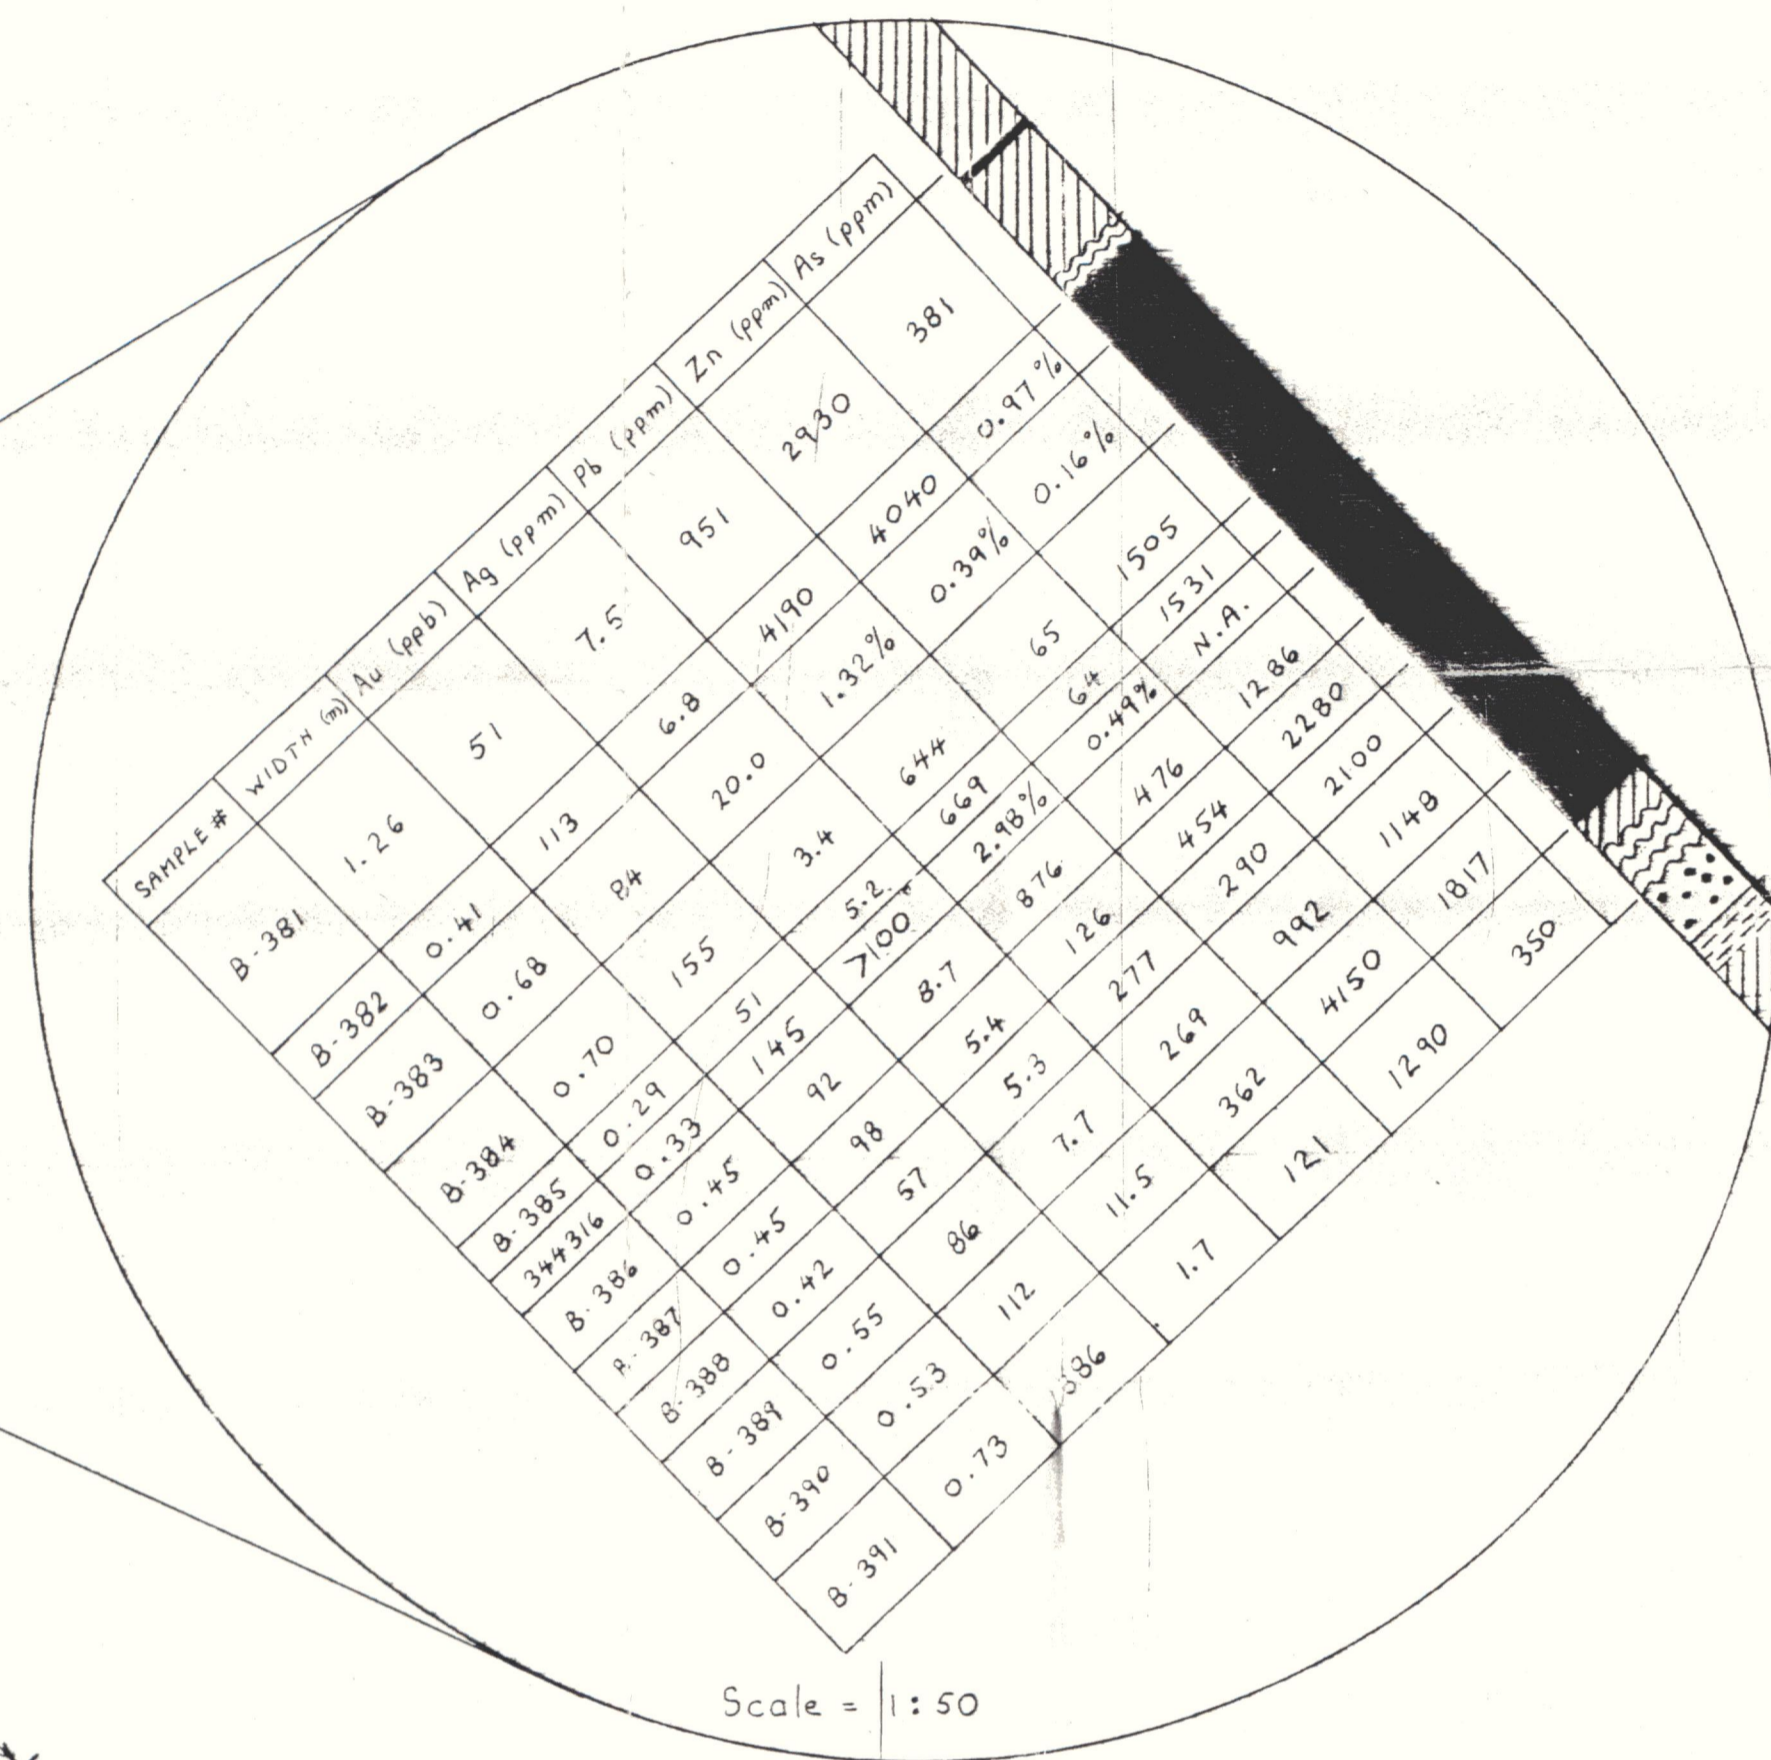 SAMPLE # WIDTH (m) Au (ppb) Ag (ppm) Pb (ppm) Zn (ppm) As (ppm)
B-381 1.26 51 7.5 951 2930 381
B-382 0.41 113 6.8 4190 4040 0.97%
B-383 0.68 84 20.0 1.32% 0.39% 0.16%
B-384 0.70 155 3.4 644 65 1505
B-385 0.29 51 5.2 669 64 1531
344316 0.33 145 >100 2.98% 0.49% N.A.
B-386 0.45 92 8.7 876 476 1286
B-387 0.45 98 5.4 126 454 2280
B-388 0.42 57 5.3 277 290 2100
B-389 0.55 86 7.7 269 992 1148
B-390 0.53 112 11.5 362 4150 1817
B-391 0.73 1.7 121 1290 350
Scale = 1:50